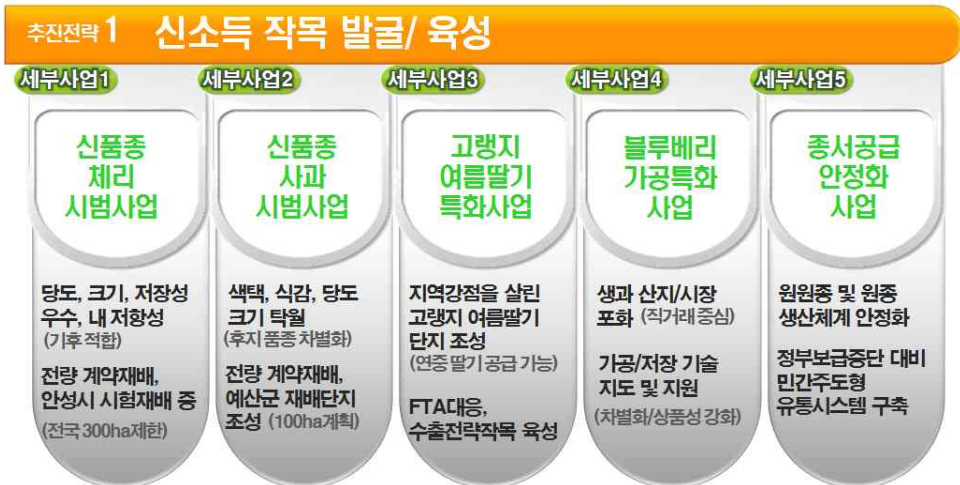 추진전략 1 신소득 작목 발굴/ 육성
세부사업1
신품종
체리
시범사업
당도, 크기, 저장성
우수, 내 저항성
(기후 적합)
전량 계약재배,
안성시 시험재배 중
(전국 300ha제한)
세부사업2
신품종
사과
시범사업
색택, 식감, 당도
크기 탁월
(후지 품종 차별화)
전량 계약재배,
예산군 재배단지
조성 (100ha계획)
세부사업3
고랭지
여름딸기
특화사업
지역강점을 살린
고랭지 여름딸기
단지 조성
(연중 딸기 공급 가능)
FTA대응,
수출전략작목 육성
세부사업4
블루베리
가공특화
사업
생과 산지/시장
포화 (직거래 중심)
가공/저장 기술
지도 및 지원
(차별화/상품성 강화)
세부사업5
종서공급
안정화
사업
원원종 및 원종
생산체계 안정화
정부보급중단 대비
민간주도형
유통시스템 구축